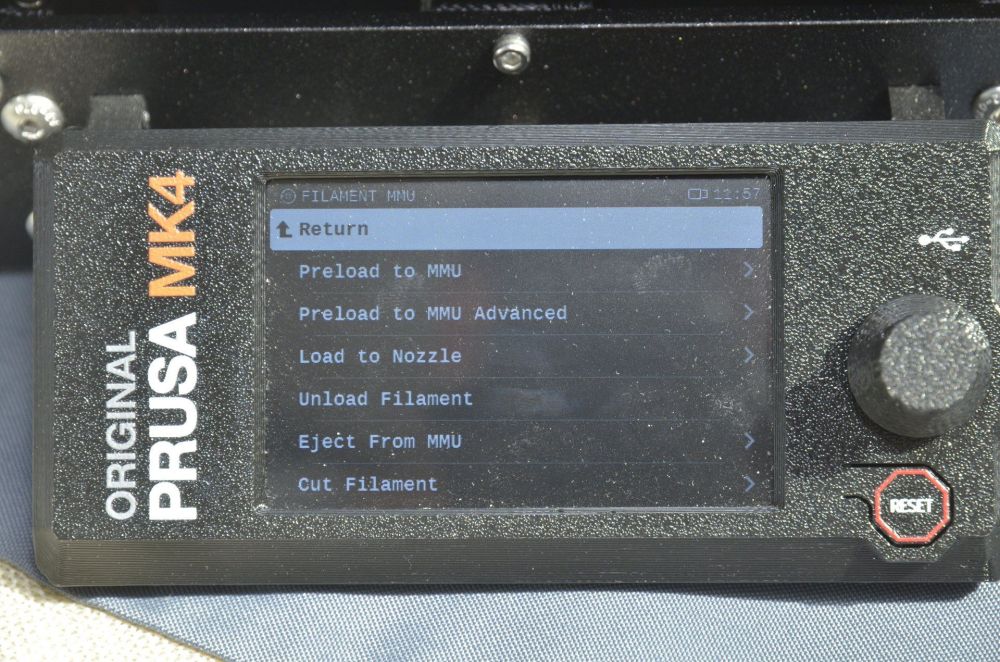 ORIGINAL
PRUSA MK4
FILAMENT MMU 11:57
Return
Preload to MMU
Preload to MMU Advanced
Load to Nozzle
Unload Filament
Eject From MMU
Cut Filament
RESET